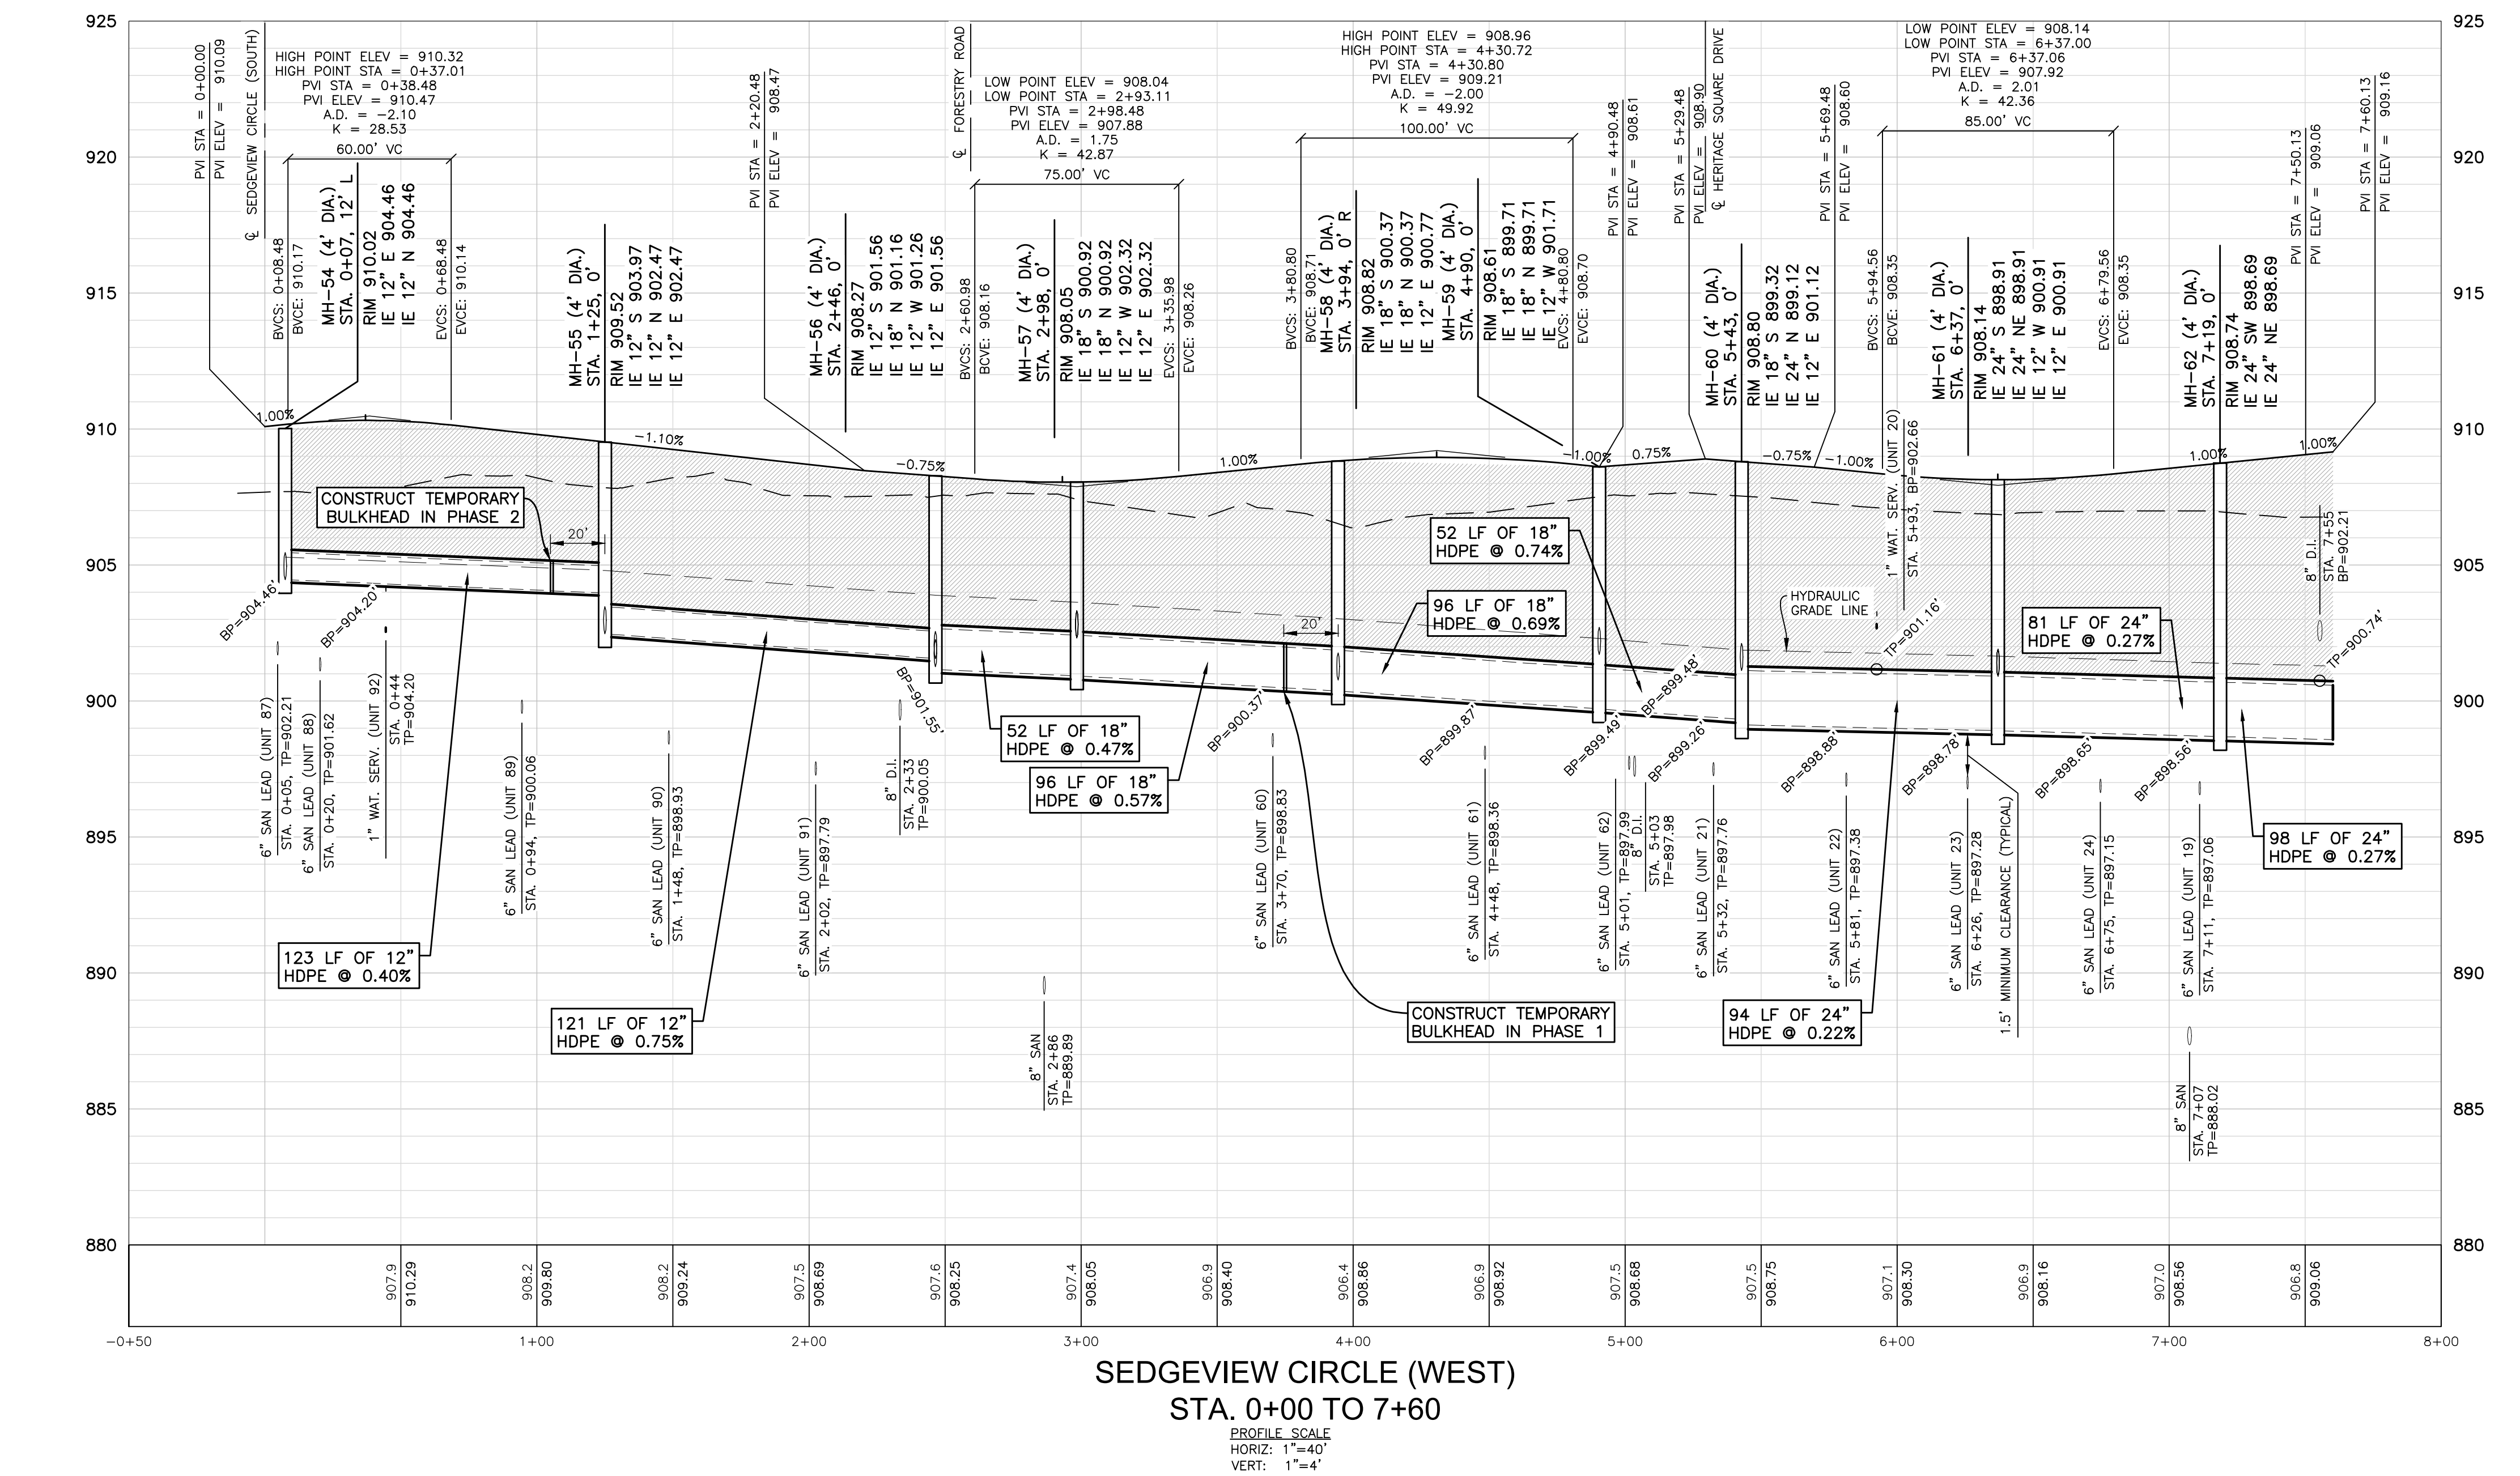 925
920
915
910
905
900
895
890
885
880
PVI STA = 0+00.00
PVI ELEV = 910.09
℄ SEDGEVIEW CIRCLE (SOUTH)
HIGH POINT ELEV = 910.32
HIGH POINT STA = 0+37.01
PVI STA = 0+38.48
PVI ELEV = 910.47
A.D. = −2.10
K = 28.53
60.00' VC
BVCS: 0+08.48
BVCE: 910.17
MH−54 (4' DIA.)
STA. 0+07, 12' L
RIM 910.02
IE 12" E 904.46
IE 12" N 904.46
EVCS: 0+68.48
EVCE: 910.14
MH−55 (4' DIA.)
STA. 1+25, 0'
RIM 909.52
IE 12" S 903.97
IE 12" N 902.47
IE 12" E 902.47
PVI STA = 2+20.48
PVI ELEV = 908.47
MH−56 (4' DIA.)
STA. 2+46, 0'
RIM 908.27
IE 12" S 901.56
IE 18" N 901.16
IE 12" W 901.26
IE 12" E 901.56
℄ FORESTRY ROAD
LOW POINT ELEV = 908.04
LOW POINT STA = 2+93.11
PVI STA = 2+98.48
PVI ELEV = 907.88
A.D. = 1.75
K = 42.87
75.00' VC
BVCS: 2+60.98
BCVE: 908.16
MH−57 (4' DIA.)
STA. 2+98, 0'
RIM 908.05
IE 18" S 900.92
IE 18" N 900.92
IE 12" W 902.32
IE 12" E 902.32
EVCS: 3+35.98
EVCE: 908.26
HIGH POINT ELEV = 908.96
HIGH POINT STA = 4+30.72
PVI STA = 4+30.80
PVI ELEV = 909.21
A.D. = −2.00
K = 49.92
100.00' VC
BVCS: 3+80.80
BVCE: 908.71
MH−58 (4' DIA.)
STA. 3+94, 0' R
RIM 908.82
IE 18" S 900.37
IE 18" N 900.37
IE 12" E 900.77
MH−59 (4' DIA.)
STA. 4+90, 0'
RIM 908.61
IE 18" S 899.71
IE 18" N 899.71
IE 12" W 901.71
EVCS: 4+80.80
EVCE: 908.70
PVI STA = 4+90.48
PVI ELEV = 908.61
PVI STA = 5+29.48
PVI ELEV = 908.90
℄ HERITAGE SQUARE DRIVE
MH−60 (4' DIA.)
STA. 5+43, 0'
RIM 908.80
IE 18" S 899.32
IE 24" N 899.12
IE 12" E 901.12
PVI STA = 5+69.48
PVI ELEV = 908.60
LOW POINT ELEV = 908.14
LOW POINT STA = 6+37.00
PVI STA = 6+37.06
PVI ELEV = 907.92
A.D. = 2.01
K = 42.36
85.00' VC
BVCS: 5+94.56
BCVE: 908.35
MH−61 (4' DIA.)
STA. 6+37, 0'
RIM 908.14
IE 24" S 898.91
IE 24" NE 898.91
IE 12" W 900.91
IE 12" E 900.91
EVCS: 6+79.56
EVCE: 908.35
MH−62 (4' DIA.)
STA. 7+19, 0'
RIM 908.74
IE 24" SW 898.69
IE 24" NE 898.69
PVI STA = 7+50.13
PVI ELEV = 909.06
PVI STA = 7+60.13
PVI ELEV = 909.16
925
920
915
910
905
900
895
890
885
880
1.00%
−1.10%
−0.75%
1.00%
−1.00%
0.75%
−0.75%
−1.00%
1.00%
1.00%
CONSTRUCT TEMPORARY
BULKHEAD IN PHASE 2
20'
52 LF OF 18"
HDPE @ 0.74%
96 LF OF 18"
HDPE @ 0.69%
20'
HYDRAULIC
GRADE LINE
1" WAT. SERV. (UNIT 20)
STA. 5+93, BP=902.66
TP=901.16'
81 LF OF 24"
HDPE @ 0.27%
8" D.I.
STA. 7+55
BP=902.21
TP=900.74'
BP=904.46'
BP=904.20'
BP=901.55'
BP=900.37'
BP=899.87'
BP=899.49'
BP=899.48'
BP=899.26'
BP=898.88'
BP=898.78'
BP=898.65'
BP=898.56'
6" SAN LEAD (UNIT 87)
STA. 0+05, TP=902.21
6" SAN LEAD (UNIT 88)
STA. 0+20, TP=901.62
1" WAT. SERV. (UNIT 92)
STA. 0+44
TP=904.20
6" SAN LEAD (UNIT 89)
STA. 0+94, TP=900.06
6" SAN LEAD (UNIT 90)
STA. 1+48, TP=898.93
6" SAN LEAD (UNIT 91)
STA. 2+02, TP=897.79
8" D.I.
STA. 2+33
TP=900.05
52 LF OF 18"
HDPE @ 0.47%
96 LF OF 18"
HDPE @ 0.57%
6" SAN LEAD (UNIT 60)
STA. 3+70, TP=898.83
6" SAN LEAD (UNIT 61)
STA. 4+48, TP=898.36
6" SAN LEAD (UNIT 62)
STA. 5+01, TP=897.99
8" D.I.
STA. 5+03
TP=897.98
6" SAN LEAD (UNIT 21)
STA. 5+32, TP=897.76
6" SAN LEAD (UNIT 22)
STA. 5+81, TP=897.38
6" SAN LEAD (UNIT 23)
STA. 6+26, TP=897.28
1.5' MINIMUM CLEARANCE (TYPICAL)
6" SAN LEAD (UNIT 24)
STA. 6+75, TP=897.15
6" SAN LEAD (UNIT 19)
STA. 7+11, TP=897.06
98 LF OF 24"
HDPE @ 0.27%
123 LF OF 12"
HDPE @ 0.40%
121 LF OF 12"
HDPE @ 0.75%
8" SAN
STA. 2+86
TP=889.89
CONSTRUCT TEMPORARY
BULKHEAD IN PHASE 1
94 LF OF 24"
HDPE @ 0.22%
8" SAN
STA. 7+07
TP=888.02
907.9
910.29
908.2
909.80
908.2
909.24
907.5
908.69
907.6
908.25
907.4
908.05
906.9
908.40
906.4
908.86
906.9
908.92
907.5
908.68
907.5
908.75
907.1
908.30
906.9
908.16
907.0
908.56
906.8
909.06
−0+50
1+00
2+00
3+00
4+00
5+00
6+00
7+00
8+00
SEDGEVIEW CIRCLE (WEST)
STA. 0+00 TO 7+60
PROFILE SCALE
HORIZ: 1"=40'
VERT: 1"=4'